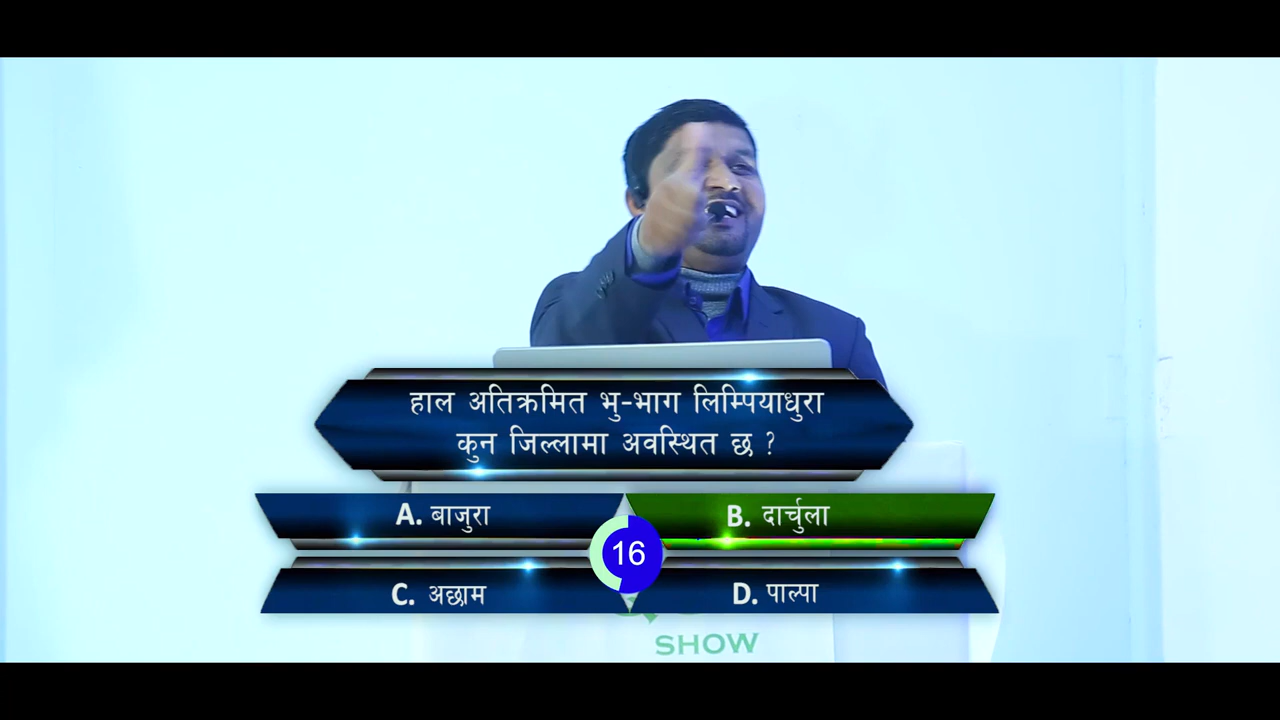 हाल अतिक्रमित भु-भाग लिम्पियाधुरा
कुन जिल्लामा अवस्थित छ ?
A. बाजुरा
B. दार्चुला
16
C. अछाम
D. पाल्पा
SHOW